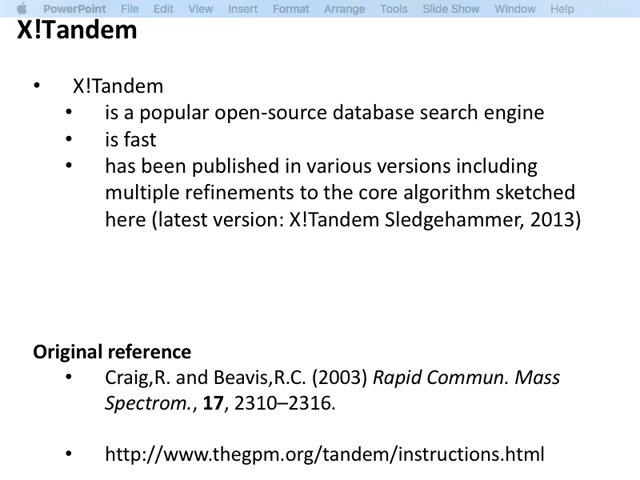 PowerPoint File Edit View Insert Format Arrange Tools Slide Show Window Help
X!Tandem
• X!Tandem
• is a popular open-source database search engine
• is fast
• has been published in various versions including
multiple refinements to the core algorithm sketched
here (latest version: X!Tandem Sledgehammer, 2013)
Original reference
• Craig,R. and Beavis,R.C. (2003) Rapid Commun. Mass
Spectrom., 17, 2310–2316.
• http://www.thegpm.org/tandem/instructions.html